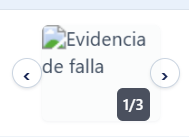 Evidencia
de falla
‹
›
1/3